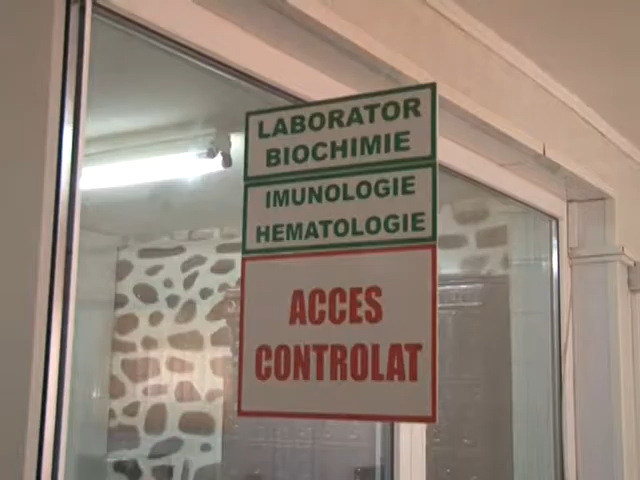 LABORATOR
BIOCHIMIE
IMUNOLOGIE
HEMATOLOGIE
ACCES
CONTROLAT